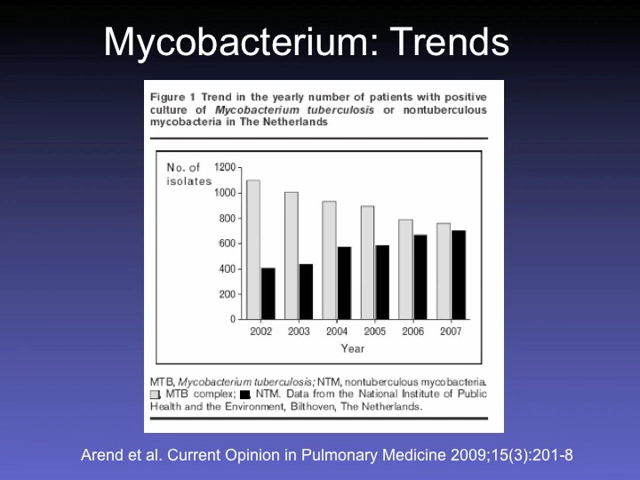 Mycobacterium: Trends
Figure 1 Trend in the yearly number of patients with positive
culture of Mycobacterium tuberculosis or nontuberculous
mycobacteria in The Netherlands
No. of
isolates
1200
1000
800
600
400
200
0
2002 2003 2004 2005 2006 2007
Year
MTB, Mycobacterium tuberculosis; NTM, nontuberculous mycobacteria.
, MTB complex; , NTM. Data from the National Institute of Public
Health and the Environment, Bilthoven, The Netherlands.
Arend et al. Current Opinion in Pulmonary Medicine 2009;15(3):201-8